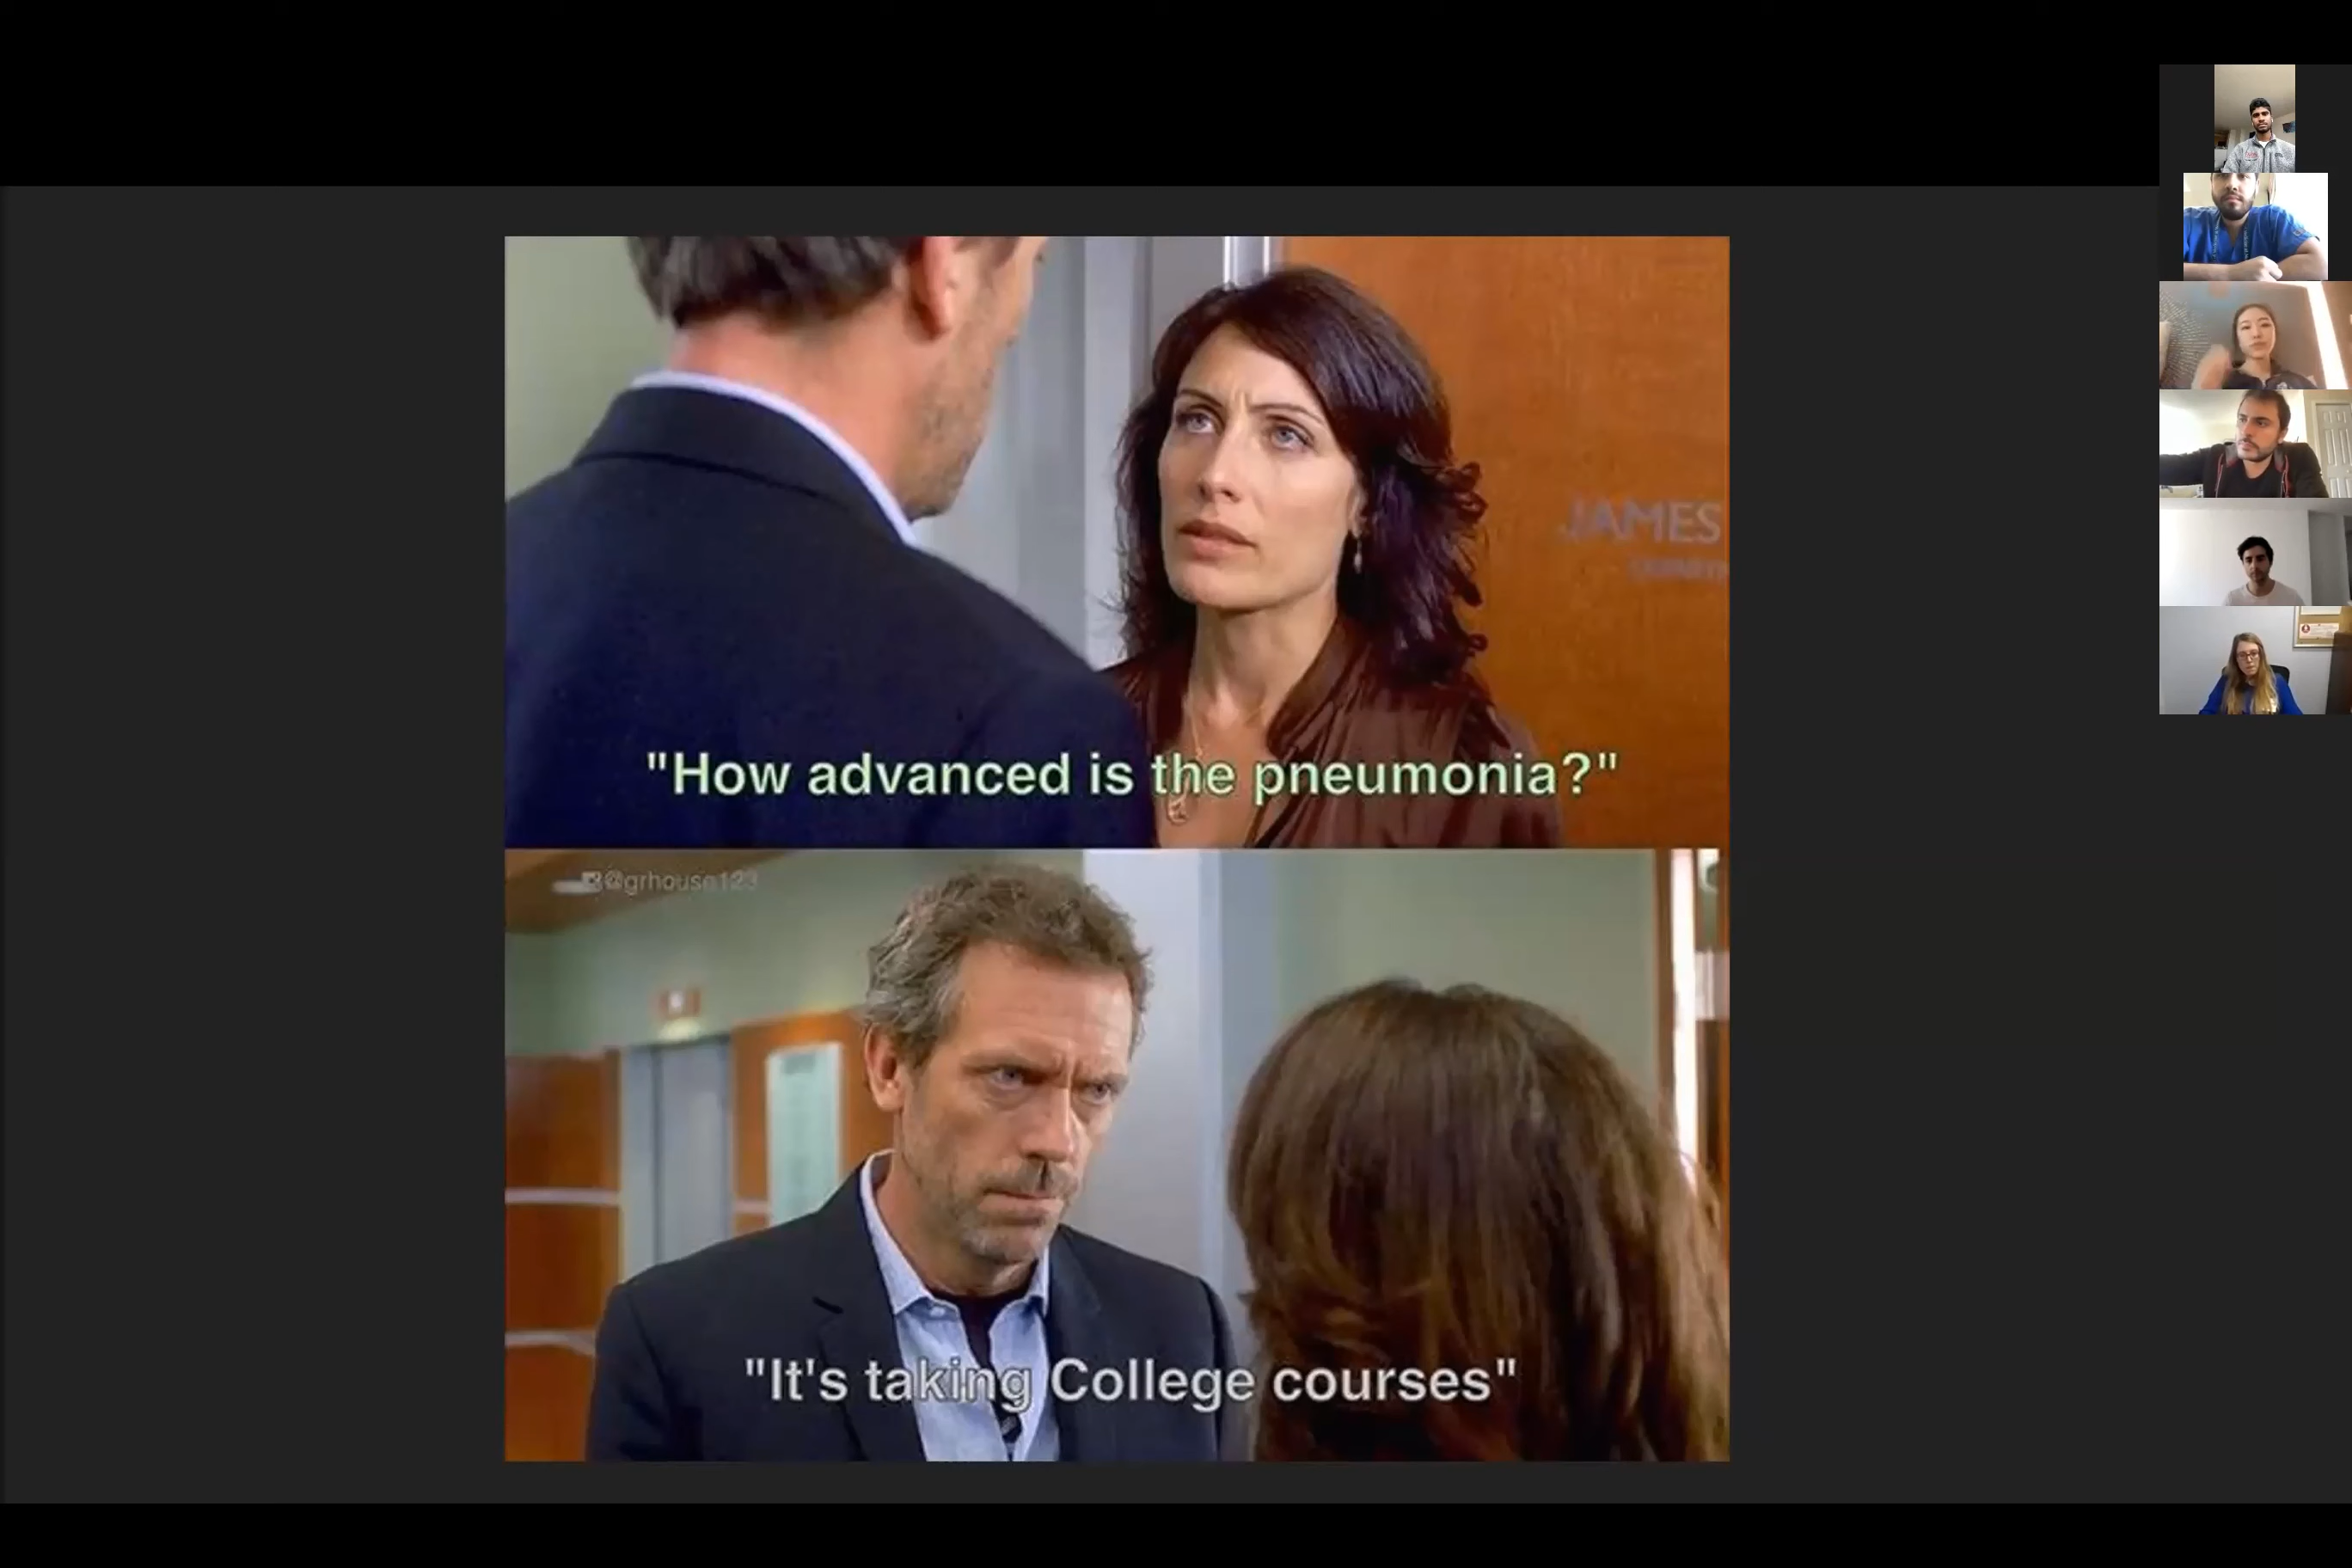 JAMES
"How advanced is the pneumonia?"
@grhouse123
"It's taking College courses"